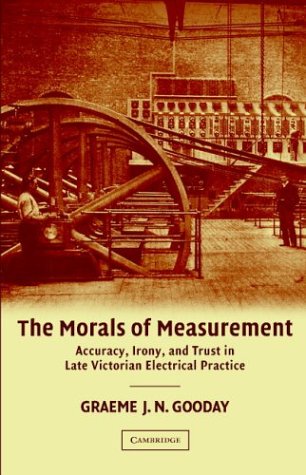 The Morals of Measurement
Accuracy, Irony, and Trust in
Late Victorian Electrical Practice
GRAEME J. N. GOODAY
CAMBRIDGE